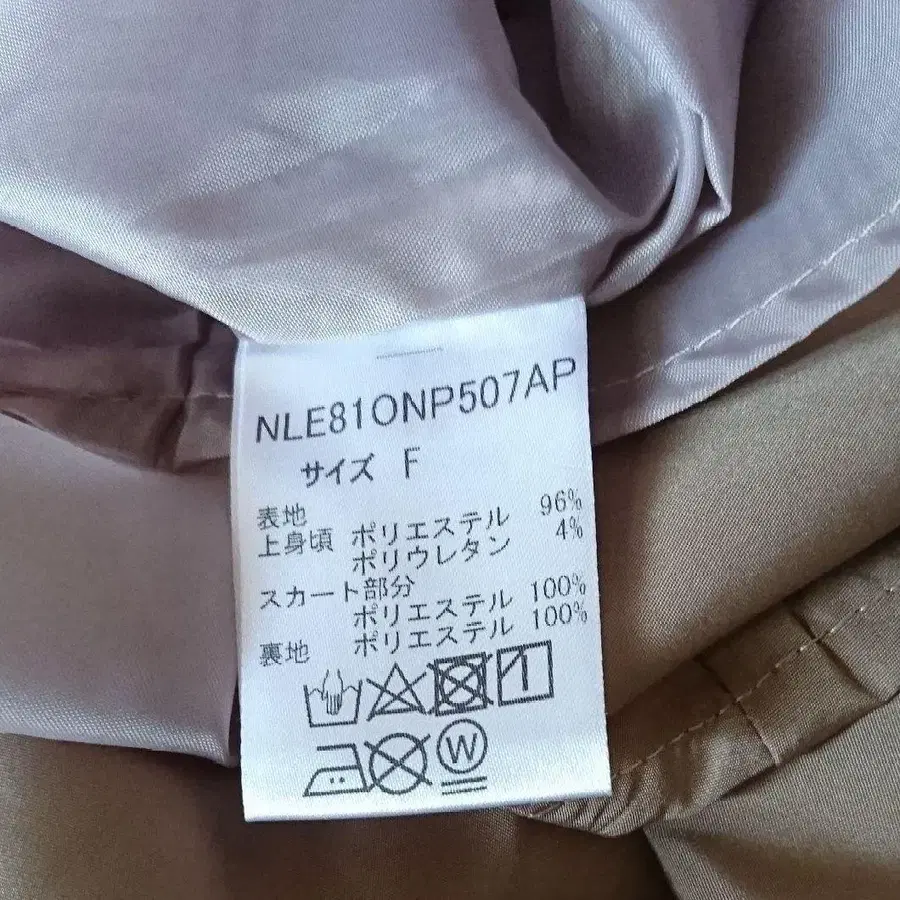 NLE810NP507AP
サイズ F
表地
上身頃 ポリエステル 96%
ポリウレタン 4%
スカート部分
ポリエステル 100%
裏地 ポリエステル 100%
W